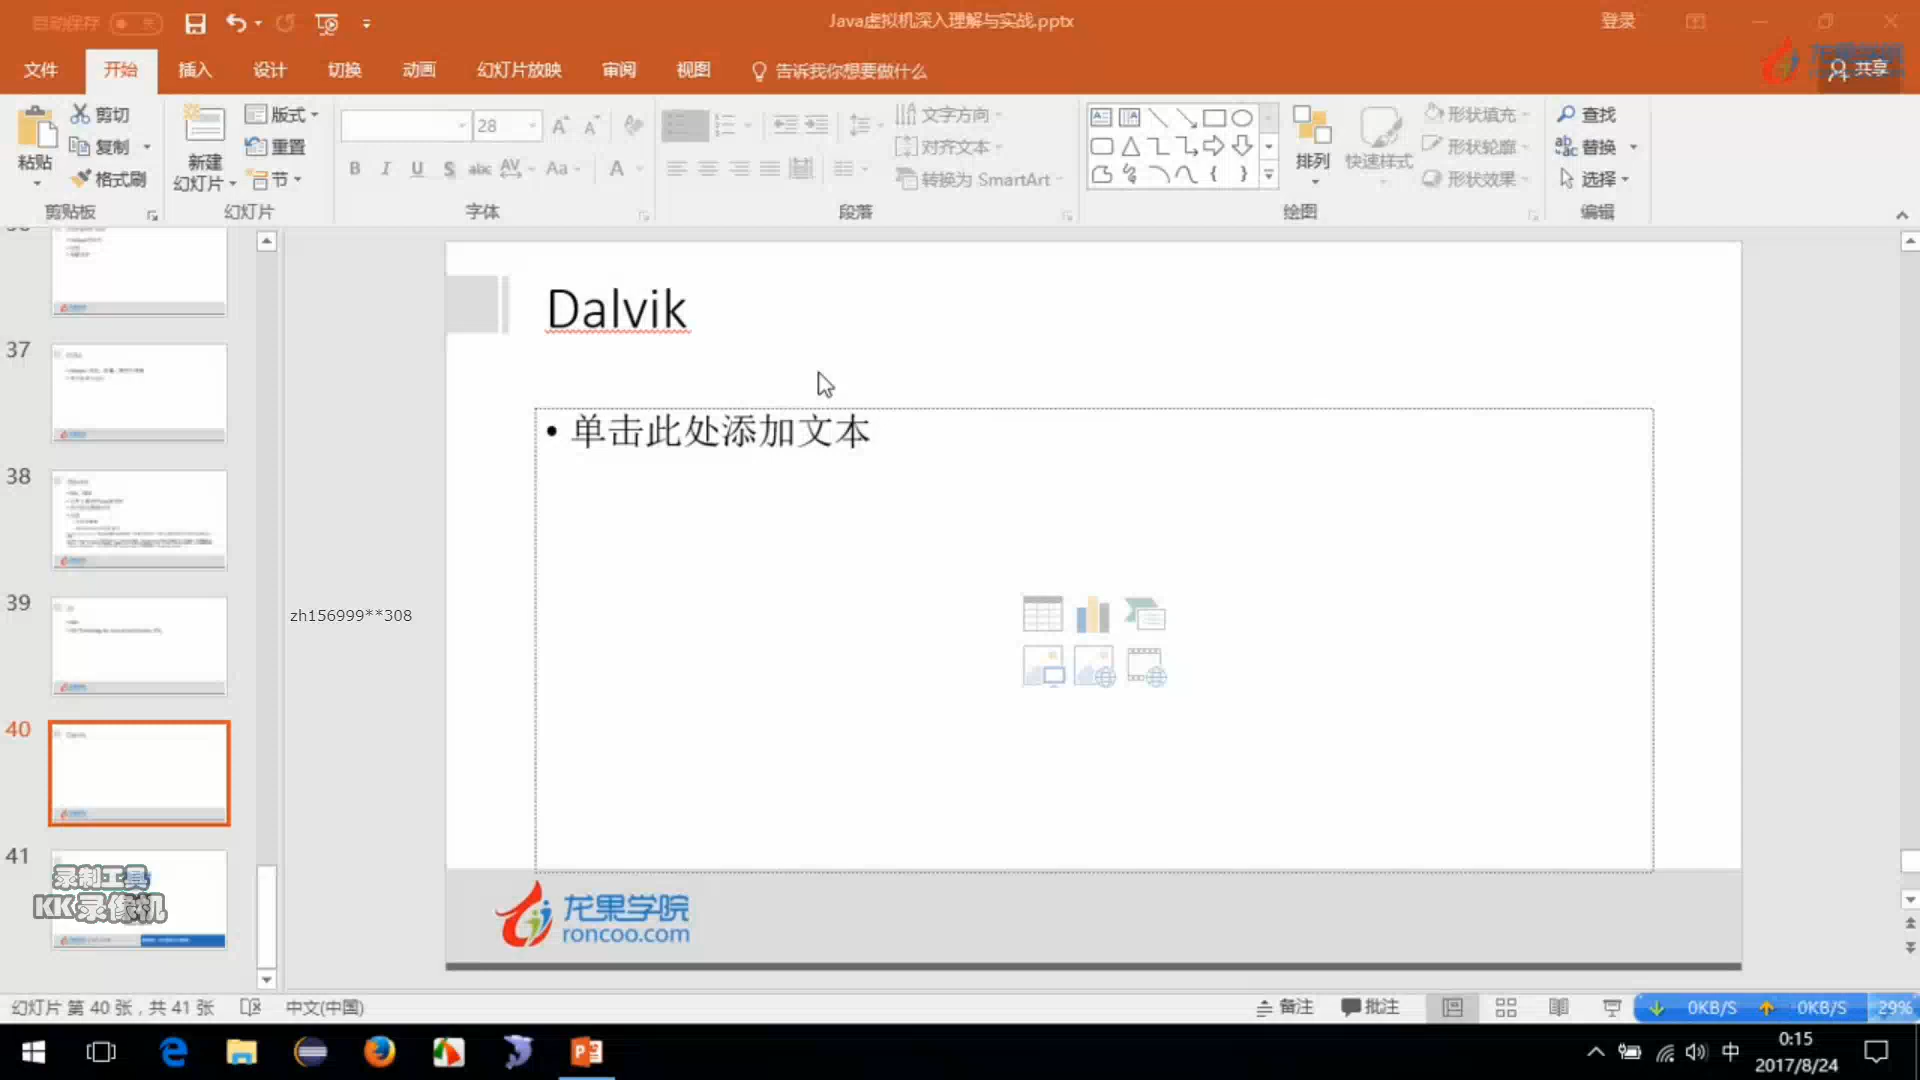 自动保存 关
Java虚拟机深入理解与实战.pptx
登录
文件 开始 插入 设计 切换 动画 幻灯片放映 审阅 视图 告诉我你想要做什么
共享
粘贴
剪切
复制
格式刷
剪贴板
新建
幻灯片
版式
重置
节
幻灯片
28
B I U S abc AV Aa A
字体
文字方向
对齐文本
转换为 SmartArt
段落
排列
快速样式
形状填充
形状轮廓
形状效果
绘图
查找
替换
选择
编辑
37
38
39
40
41
Dalvik
• 单击此处添加文本
zh156999**308
龙果学院
roncoo.com
录制工具
KK录像机
幻灯片 第 40 张，共 41 张
中文(中国)
备注
批注
0KB/S
0KB/S
29%
中
0:15
2017/8/24